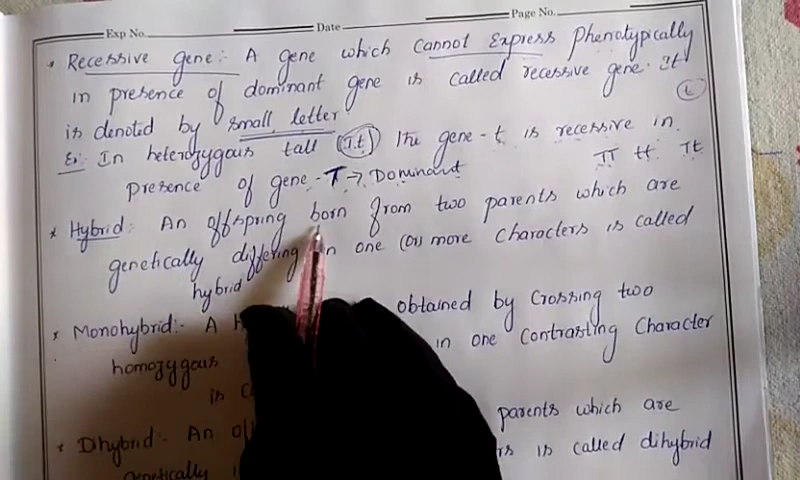 Exp No. Date Page No.
* Recessive gene:- A gene which cannot express phenotypically
in presence of dominant gene is called recessive gene. It
is denoted by small letter. t
Ex: In heterozygous tall (Tt) the gene-t is recessive in
presence of gene-T → Dominant TT tt Tt
* Hybrid:- An offspring born from two parents which are
genetically differing in one (or) more characters is called
hybrid
* Monohybrid:- A obtained by crossing two
homozygous in one contrasting character
is
* Dihybrid:- An parents which are
genetically is called dihybrid